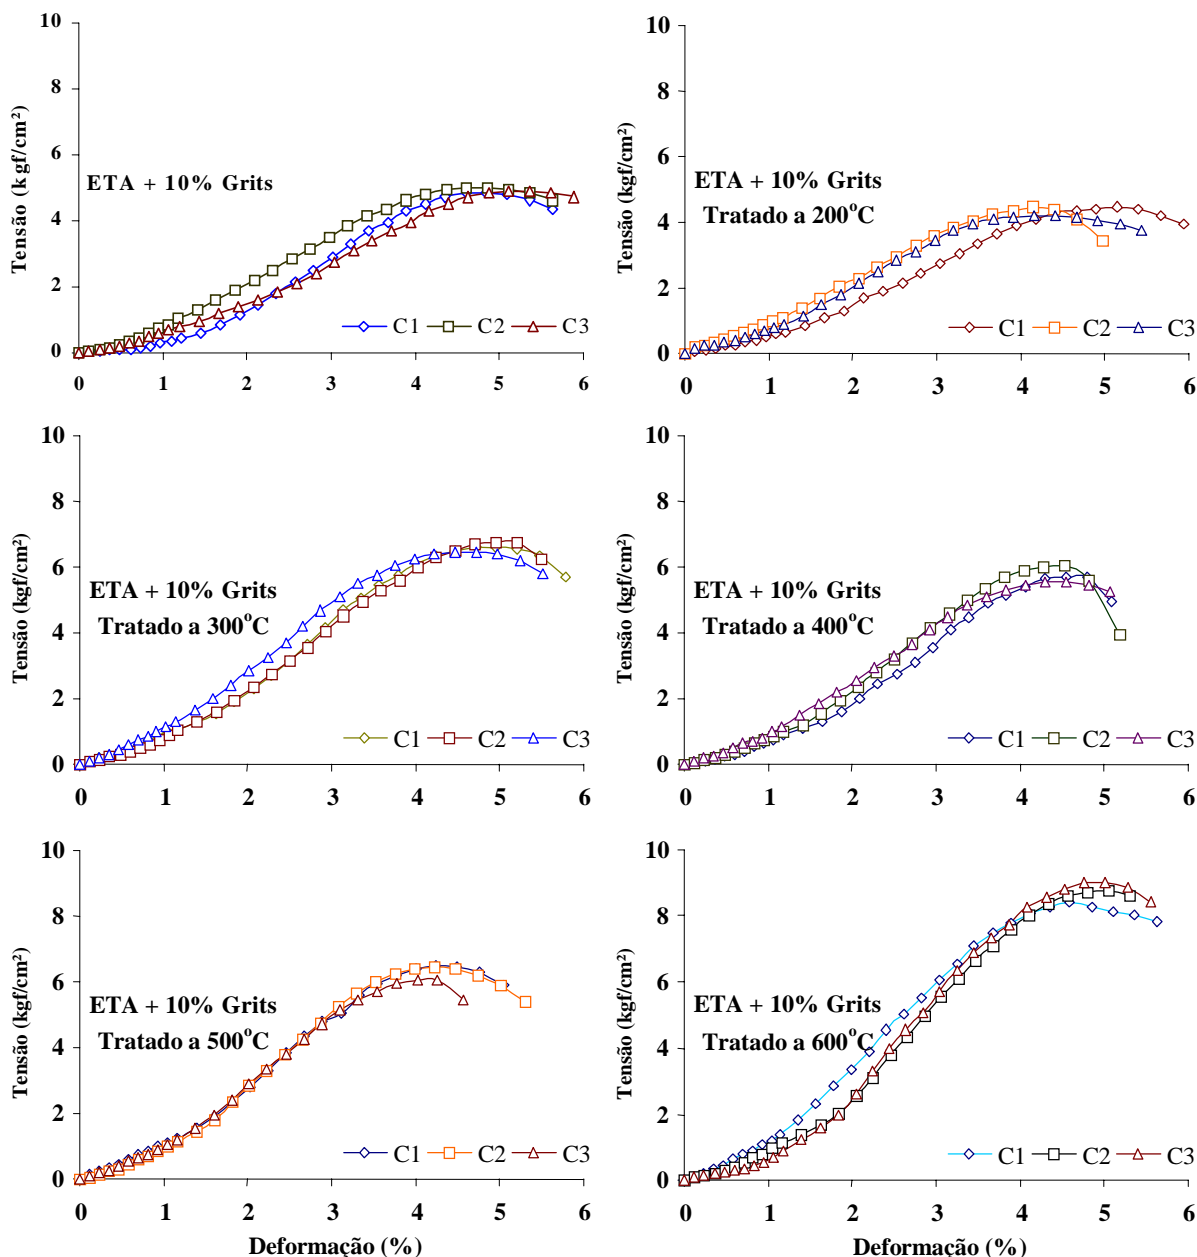 10
8
6
4
2
0
Tensão (kgf/cm²)
ETA + 10% Grits
C1 C2 C3
0 1 2 3 4 5 6
10
8
6
4
2
0
Tensão (kgf/cm²)
ETA + 10% Grits
Tratado a 200°C
C1 C2 C3
0 1 2 3 4 5 6
10
8
6
4
2
0
Tensão (kgf/cm²)
ETA + 10% Grits
Tratado a 300°C
C1 C2 C3
0 1 2 3 4 5 6
10
8
6
4
2
0
Tensão (kgf/cm²)
ETA + 10% Grits
Tratado a 400°C
C1 C2 C3
0 1 2 3 4 5 6
10
8
6
4
2
0
Tensão (kgf/cm²)
ETA + 10% Grits
Tratado a 500°C
C1 C2 C3
0 1 2 3 4 5 6
Deformação (%)
10
8
6
4
2
0
Tensão (kgf/cm²)
ETA + 10% Grits
Tratado a 600°C
C1 C2 C3
0 1 2 3 4 5 6
Deformação (%)